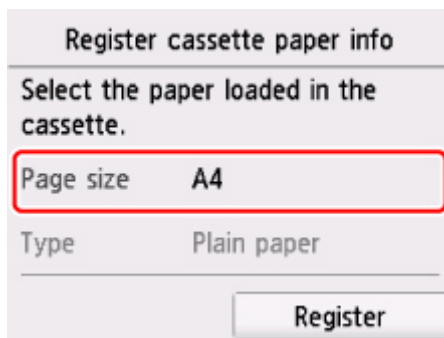 Register cassette paper info
Select the paper loaded in the
cassette.
Page size A4
Type Plain paper
Register